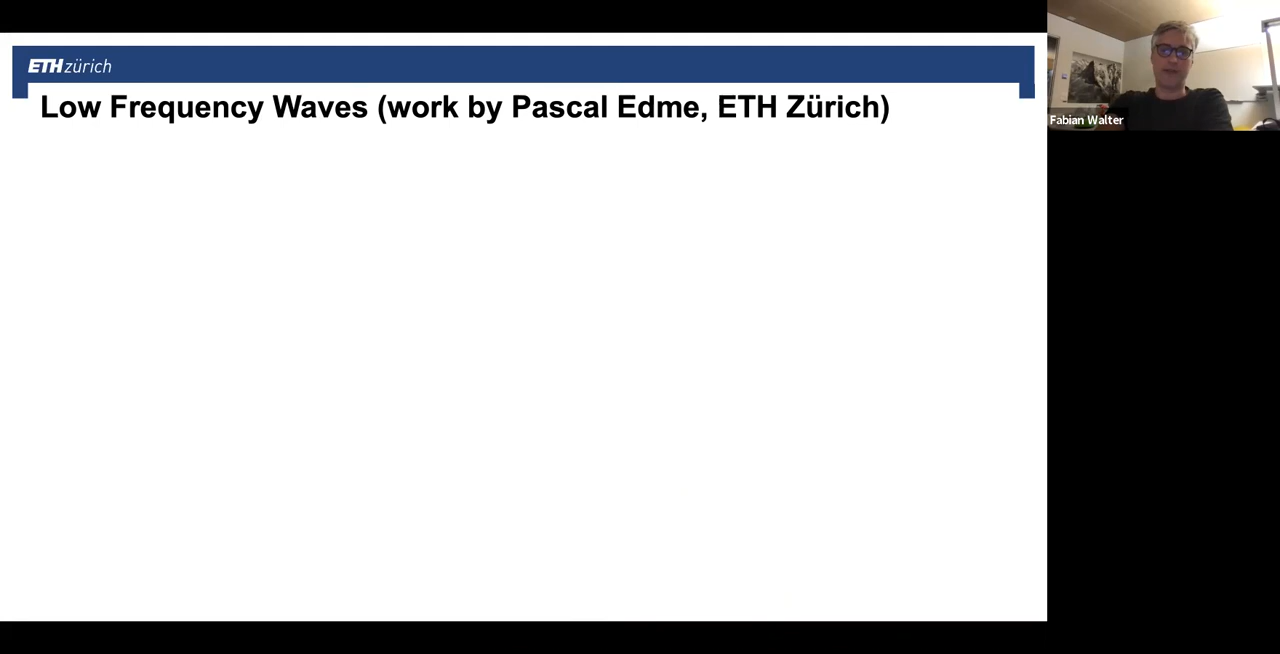 ETH zürich
Low Frequency Waves (work by Pascal Edme, ETH Zürich)
Fabian Walter